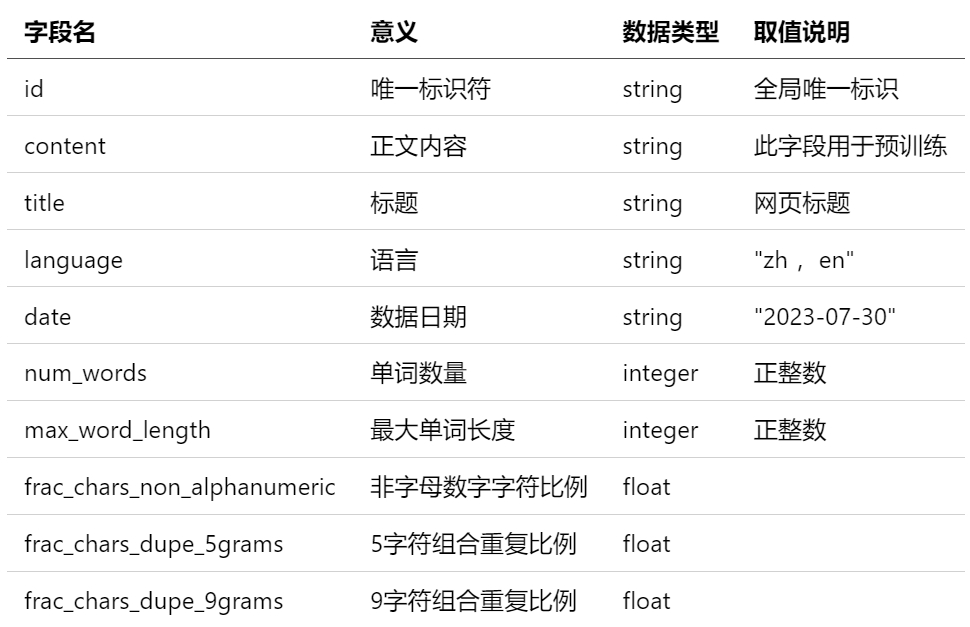 字段名 意义 数据类型 取值说明
id 唯一标识符 string 全局唯一标识
content 正文内容 string 此字段用于预训练
title 标题 string 网页标题
language 语言 string "zh ，en"
date 数据日期 string "2023-07-30"
num_words 单词数量 integer 正整数
max_word_length 最大单词长度 integer 正整数
frac_chars_non_alphanumeric 非字母数字字符比例 float
frac_chars_dupe_5grams 5字符组合重复比例 float
frac_chars_dupe_9grams 9字符组合重复比例 float